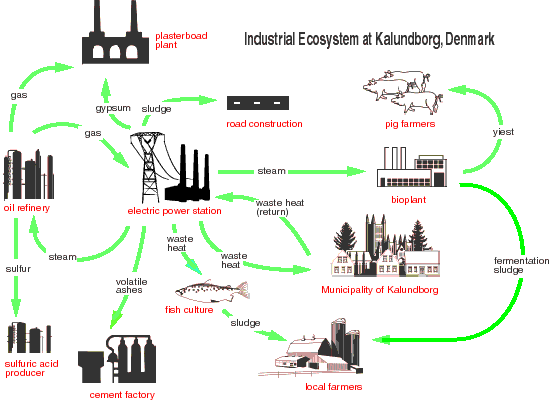 plasterboad
plant
Industrial Ecosystem at Kalundborg, Denmark
gas
gypsum
sludge
gas
road construction
pig farmers
yiest
steam
oil refinery
electric power station
waste heat
(return)
bioplant
waste
heat
waste
heat
steam
sulfur
volatile
ashes
fish culture
Municipality of Kalundborg
fermentation
sludge
sludge
sulfuric acid
producer
cement factory
local farmers